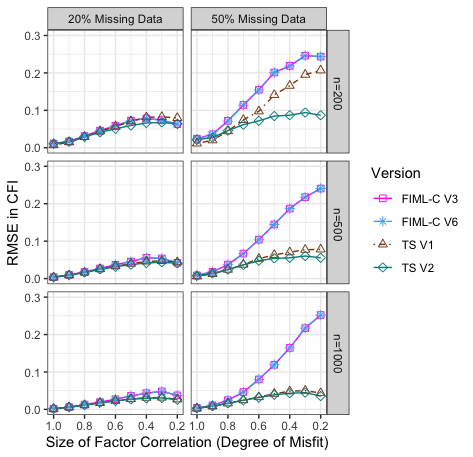 20% Missing Data 50% Missing Data
0.3
0.2
0.1
0.0
n=200
0.3
0.2
0.1
0.0
n=500
0.3
0.2
0.1
0.0
n=1000
RMSE in CFI
1.0 0.8 0.6 0.4 0.2 1.0 0.8 0.6 0.4 0.2
Size of Factor Correlation (Degree of Misfit)
Version
FIML-C V3
FIML-C V6
TS V1
TS V2